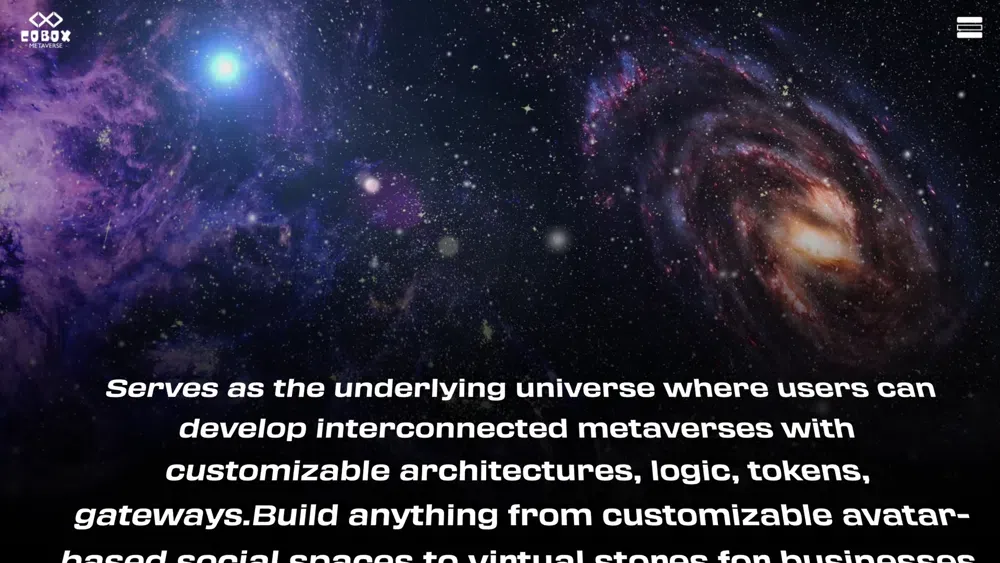 COBOX
METAVERSE
Serves as the underlying universe where users can
develop interconnected metaverses with
customizable architectures, logic, tokens,
gateways.Build anything from customizable avatar-
based social spaces to virtual stores for businesses